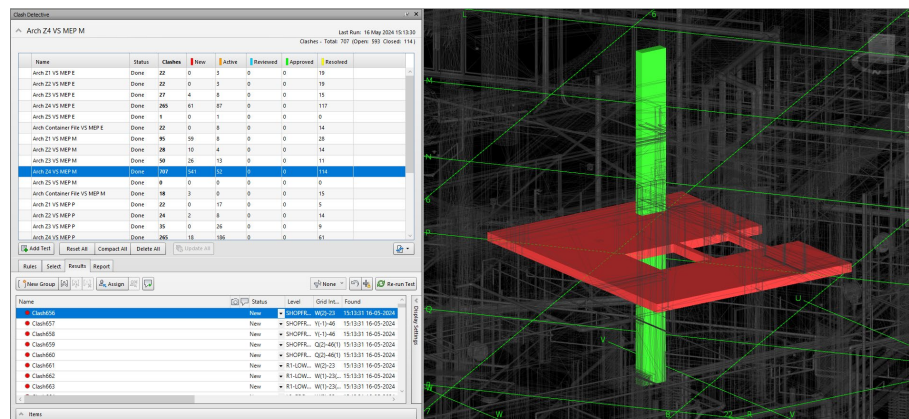 Clash Detective
Arch Z4 VS MEP M
Last Run: 16 May 2024 15:13:30
Clashes - Total: 707 (Open: 593 Closed: 114)
Name Status Clashes New Active Reviewed Approved Resolved
Arch Z1 VS MEP E Done 22 0 3 0 0 19
Arch Z2 VS MEP E Done 22 0 3 0 0 19
Arch Z3 VS MEP E Done 27 4 8 0 0 15
Arch Z4 VS MEP E Done 265 61 87 0 0 117
Arch Z5 VS MEP E Done 1 0 1 0 0 0
Arch Container File VS MEP E Done 22 0 8 0 0 14
Arch Z1 VS MEP M Done 95 59 8 0 0 28
Arch Z2 VS MEP M Done 28 10 4 0 0 14
Arch Z3 VS MEP M Done 50 26 13 0 0 11
Arch Z4 VS MEP M Done 707 541 52 0 0 114
Arch Z5 VS MEP M Done 0 0 0 0 0 0
Arch Container File VS MEP M Done 18 3 0 0 0 15
Arch Z1 VS MEP P Done 22 0 17 0 0 5
Arch Z2 VS MEP P Done 24 2 8 0 0 14
Arch Z3 VS MEP P Done 35 0 26 0 0 9
Arch Z4 VS MEP P Done 265 18 186 0 0 61
Add Test Reset All Compact All Delete All Update All
Rules Select Results Report
New Group Assign None Re-run Test
Name Status Level Grid Int... Found
Clash656 New SHOPFR... W(2)-23 15:13:31 16-05-2024
Clash657 New SHOPFR... Y(-1)-46 15:13:31 16-05-2024
Clash658 New SHOPFR... Y(-1)-46 15:13:31 16-05-2024
Clash659 New SHOPFR... Q(2)-46(1) 15:13:31 16-05-2024
Clash660 New SHOPFR... Q(2)-46(1) 15:13:31 16-05-2024
Clash661 New R1-LOW... W(2)-23 15:13:31 16-05-2024
Clash662 New R1-LOW... W(1)-23(... 15:13:31 16-05-2024
Clash663 New R1-LOW... W(1)-23(... 15:13:31 16-05-2024
Display Settings
Items
L
6
M
N
P
Q
U
V
W
7
W
R
V